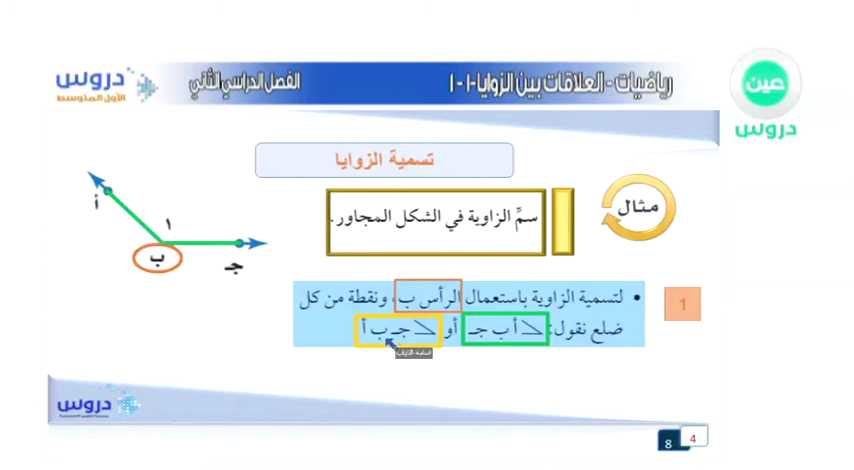 عين
دروس
رياضيات - العلاقات بين الزوايا - ١ - ١
الفصل الدراسي الثاني
دروس
الأول المتوسط
تسمية الزوايا
مثال
سمِّ الزاوية في الشكل المجاور.
أ
١
ب
جـ
1
• لتسمية الزاوية باستعمال الرأس ب، ونقطة من كل
ضلع نقول: ∠ أ ب جـ أو ∠ جـ ب أ
دروس
8
4